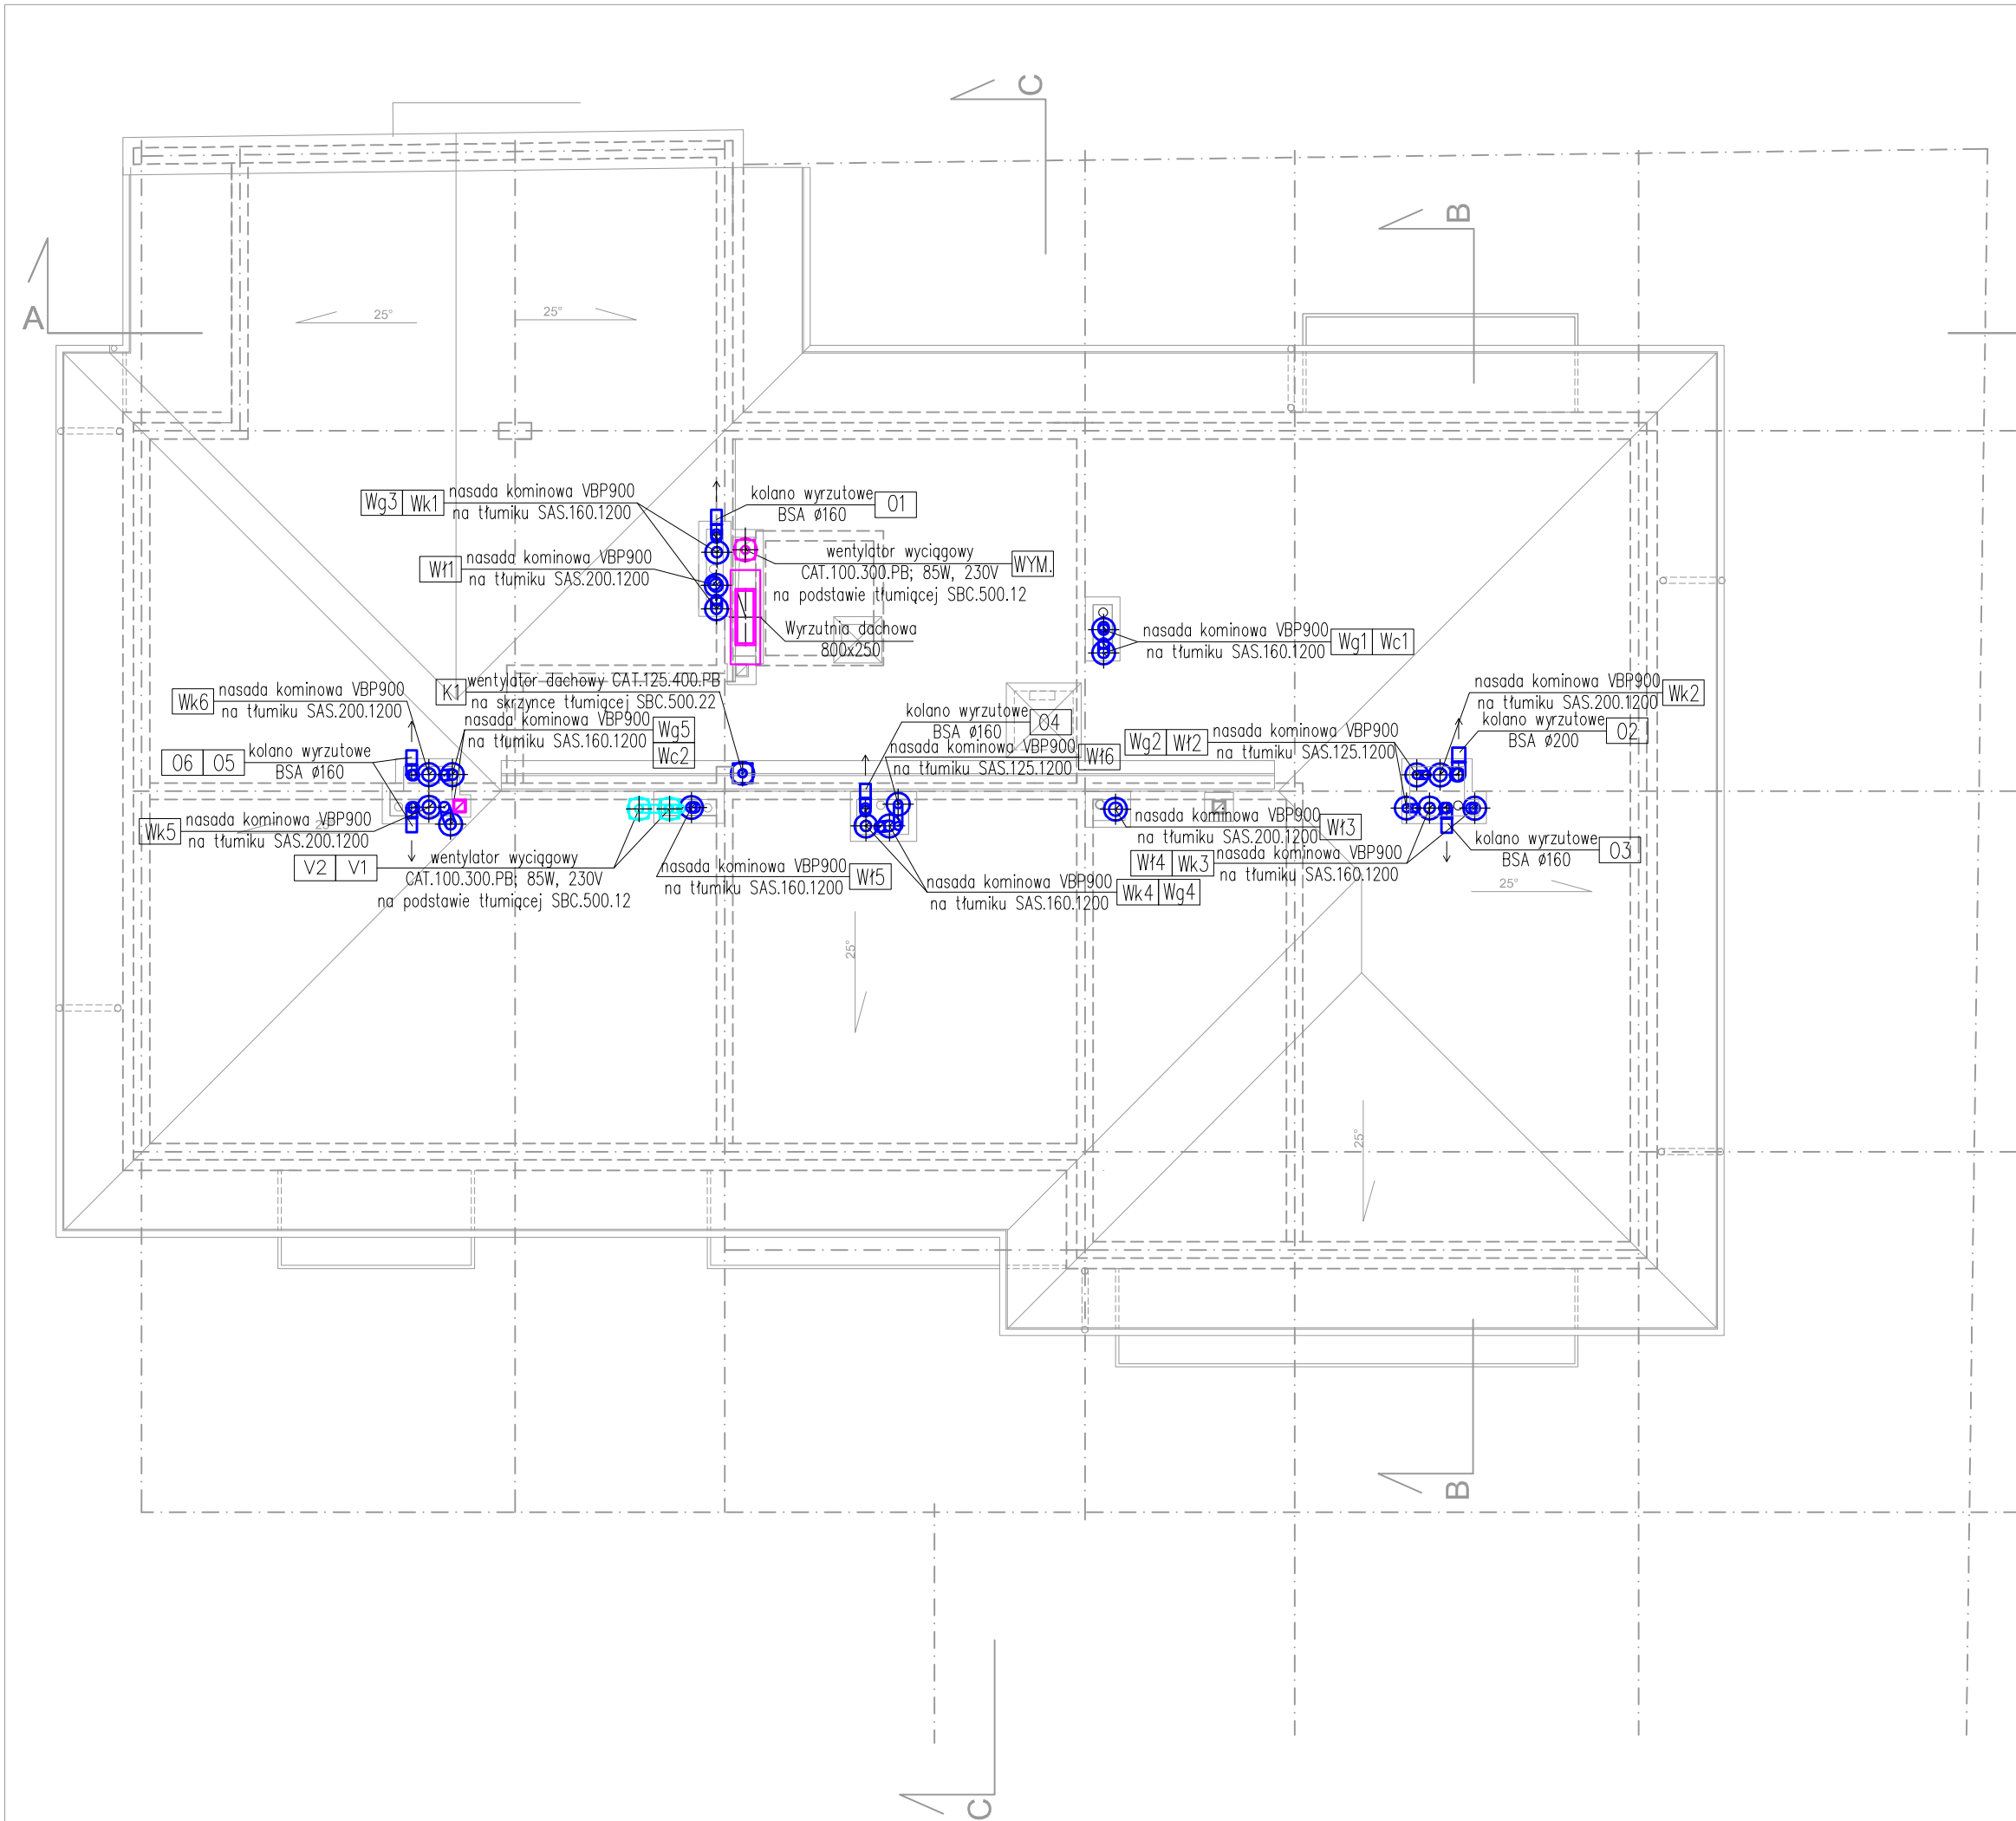 C
B
A
25°
25°
Wg3 Wk1
nasada kominowa VBP900
na tłumiku SAS.160.1200
kolano wyrzutowe
BSA ø160
O1
Wł1
nasada kominowa VBP900
na tłumiku SAS.200.1200
wentylator wyciągowy
CAT.100.300.PB; 85W, 230V
na podstawie tłumiącej SBC.500.12
WYM.
Wyrzutnia dachowa
800x250
nasada kominowa VBP900
na tłumiku SAS.160.1200
Wg1 Wc1
Wk6
nasada kominowa VBP900
na tłumiku SAS.200.1200
K1
wentylator dachowy CAT.125.400.PB
na skrzynce tłumiącej SBC.500.22
nasada kominowa VBP900
na tłumiku SAS.160.1200
Wg5
Wc2
O6 O5
kolano wyrzutowe
BSA ø160
kolano wyrzutowe
BSA ø160
O4
nasada kominowa VBP900
na tłumiku SAS.125.1200
Wł6
Wg2 Wł2
nasada kominowa VBP900
na tłumiku SAS.125.1200
nasada kominowa VBP900
na tłumiku SAS.200.1200
Wk2
kolano wyrzutowe
BSA ø200
O2
Wk5
nasada kominowa VBP900
na tłumiku SAS.200.1200
25°
V2 V1
wentylator wyciągowy
CAT.100.300.PB; 85W, 230V
na podstawie tłumiącej SBC.500.12
nasada kominowa VBP900
na tłumiku SAS.160.1200
Wł5
nasada kominowa VBP900
na tłumiku SAS.160.1200
Wk4 Wg4
nasada kominowa VBP900
na tłumiku SAS.200.1200
Wł3
Wł4 Wk3
nasada kominowa VBP900
na tłumiku SAS.160.1200
kolano wyrzutowe
BSA ø160
O3
25°
25°
25°
B
C